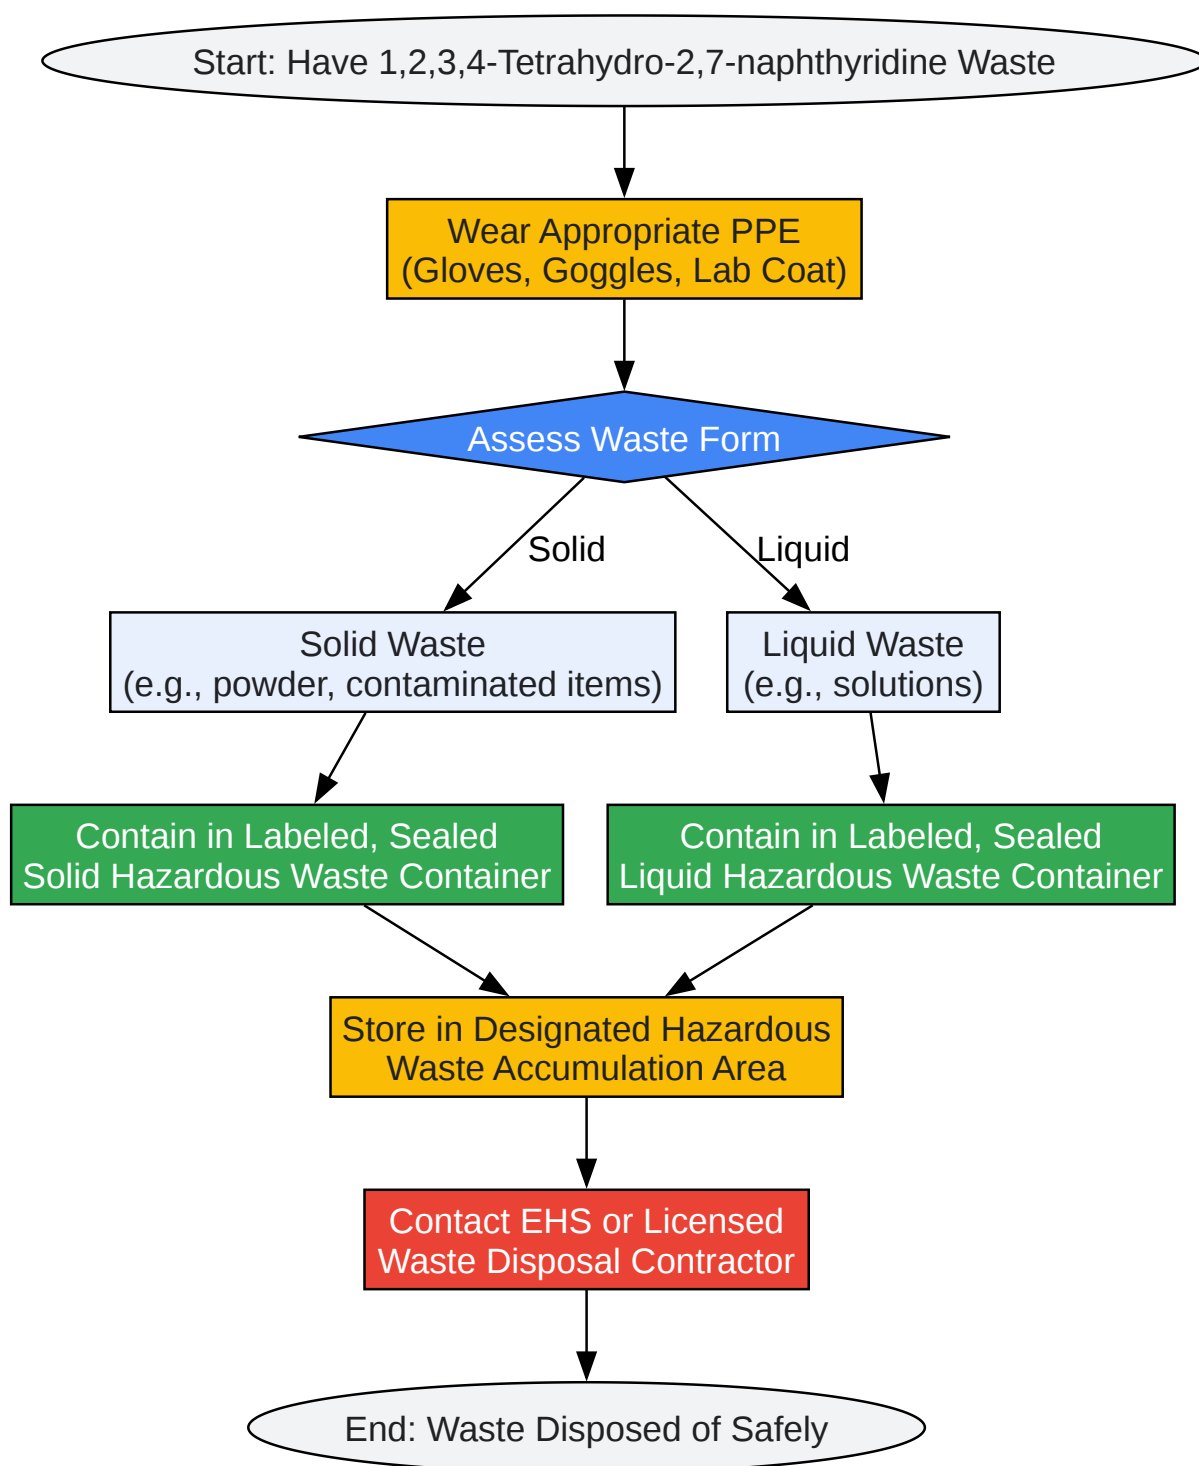 Start: Have 1,2,3,4-Tetrahydro-2,7-naphthyridine Waste
Wear Appropriate PPE
(Gloves, Goggles, Lab Coat)
Assess Waste Form
Solid
Liquid
Solid Waste
(e.g., powder, contaminated items)
Liquid Waste
(e.g., solutions)
Contain in Labeled, Sealed
Solid Hazardous Waste Container
Contain in Labeled, Sealed
Liquid Hazardous Waste Container
Store in Designated Hazardous
Waste Accumulation Area
Contact EHS or Licensed
Waste Disposal Contractor
End: Waste Disposed of Safely